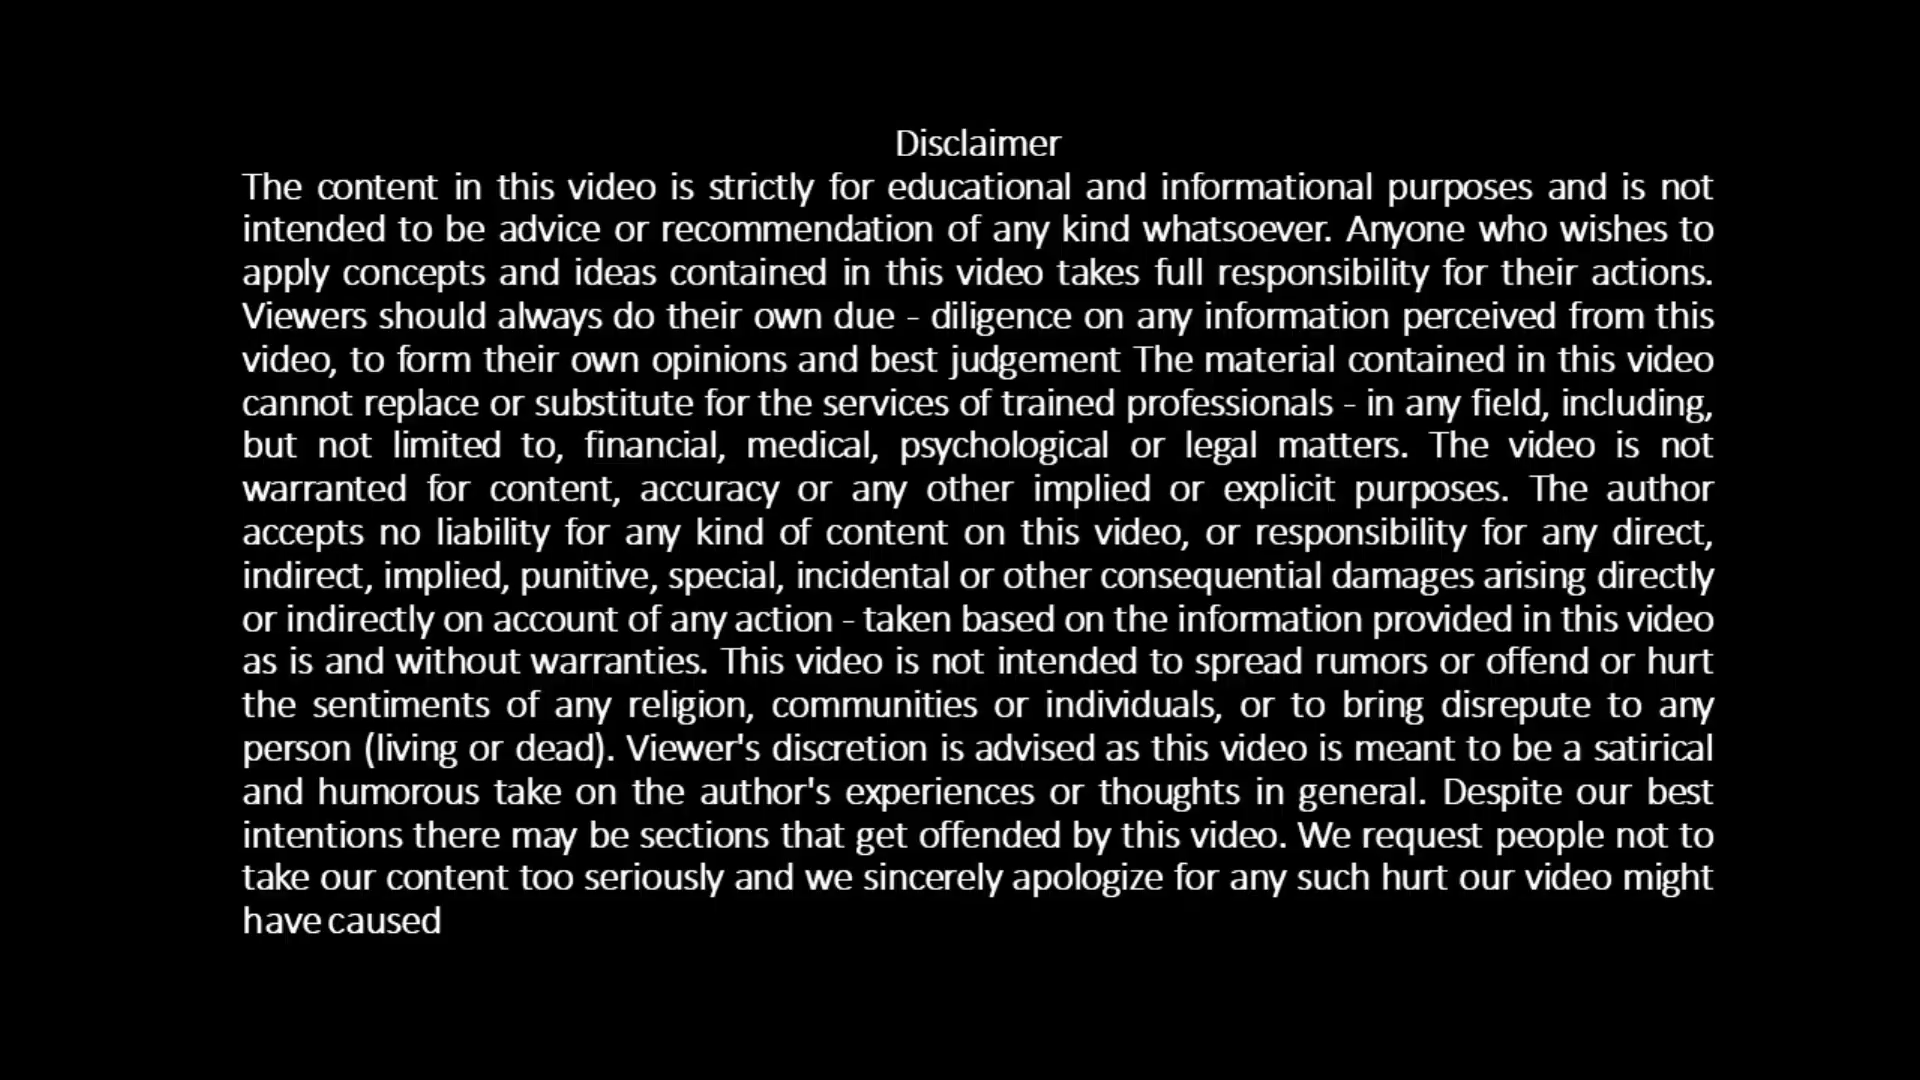 Disclaimer
The content in this video is strictly for educational and informational purposes and is not
intended to be advice or recommendation of any kind whatsoever. Anyone who wishes to
apply concepts and ideas contained in this video takes full responsibility for their actions.
Viewers should always do their own due - diligence on any information perceived from this
video, to form their own opinions and best judgement The material contained in this video
cannot replace or substitute for the services of trained professionals - in any field, including,
but not limited to, financial, medical, psychological or legal matters. The video is not
warranted for content, accuracy or any other implied or explicit purposes. The author
accepts no liability for any kind of content on this video, or responsibility for any direct,
indirect, implied, punitive, special, incidental or other consequential damages arising directly
or indirectly on account of any action - taken based on the information provided in this video
as is and without warranties. This video is not intended to spread rumors or offend or hurt
the sentiments of any religion, communities or individuals, or to bring disrepute to any
person (living or dead). Viewer's discretion is advised as this video is meant to be a satirical
and humorous take on the author's experiences or thoughts in general. Despite our best
intentions there may be sections that get offended by this video. We request people not to
take our content too seriously and we sincerely apologize for any such hurt our video might
have caused